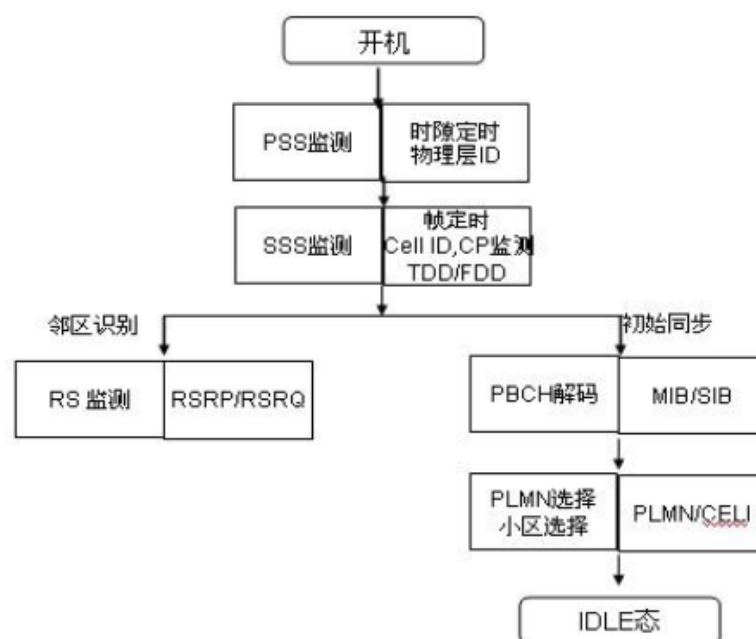 开机
PSS监测
时隙定时
物理层ID
SSS监测
帧定时
Cell ID,CP监测
TDD/FDD
邻区识别
初始同步
RS 监测
RSRP/RSRQ
PBCH解码
MIB/SIB
PLMN选择
小区选择
PLMN/CELl
IDLE态